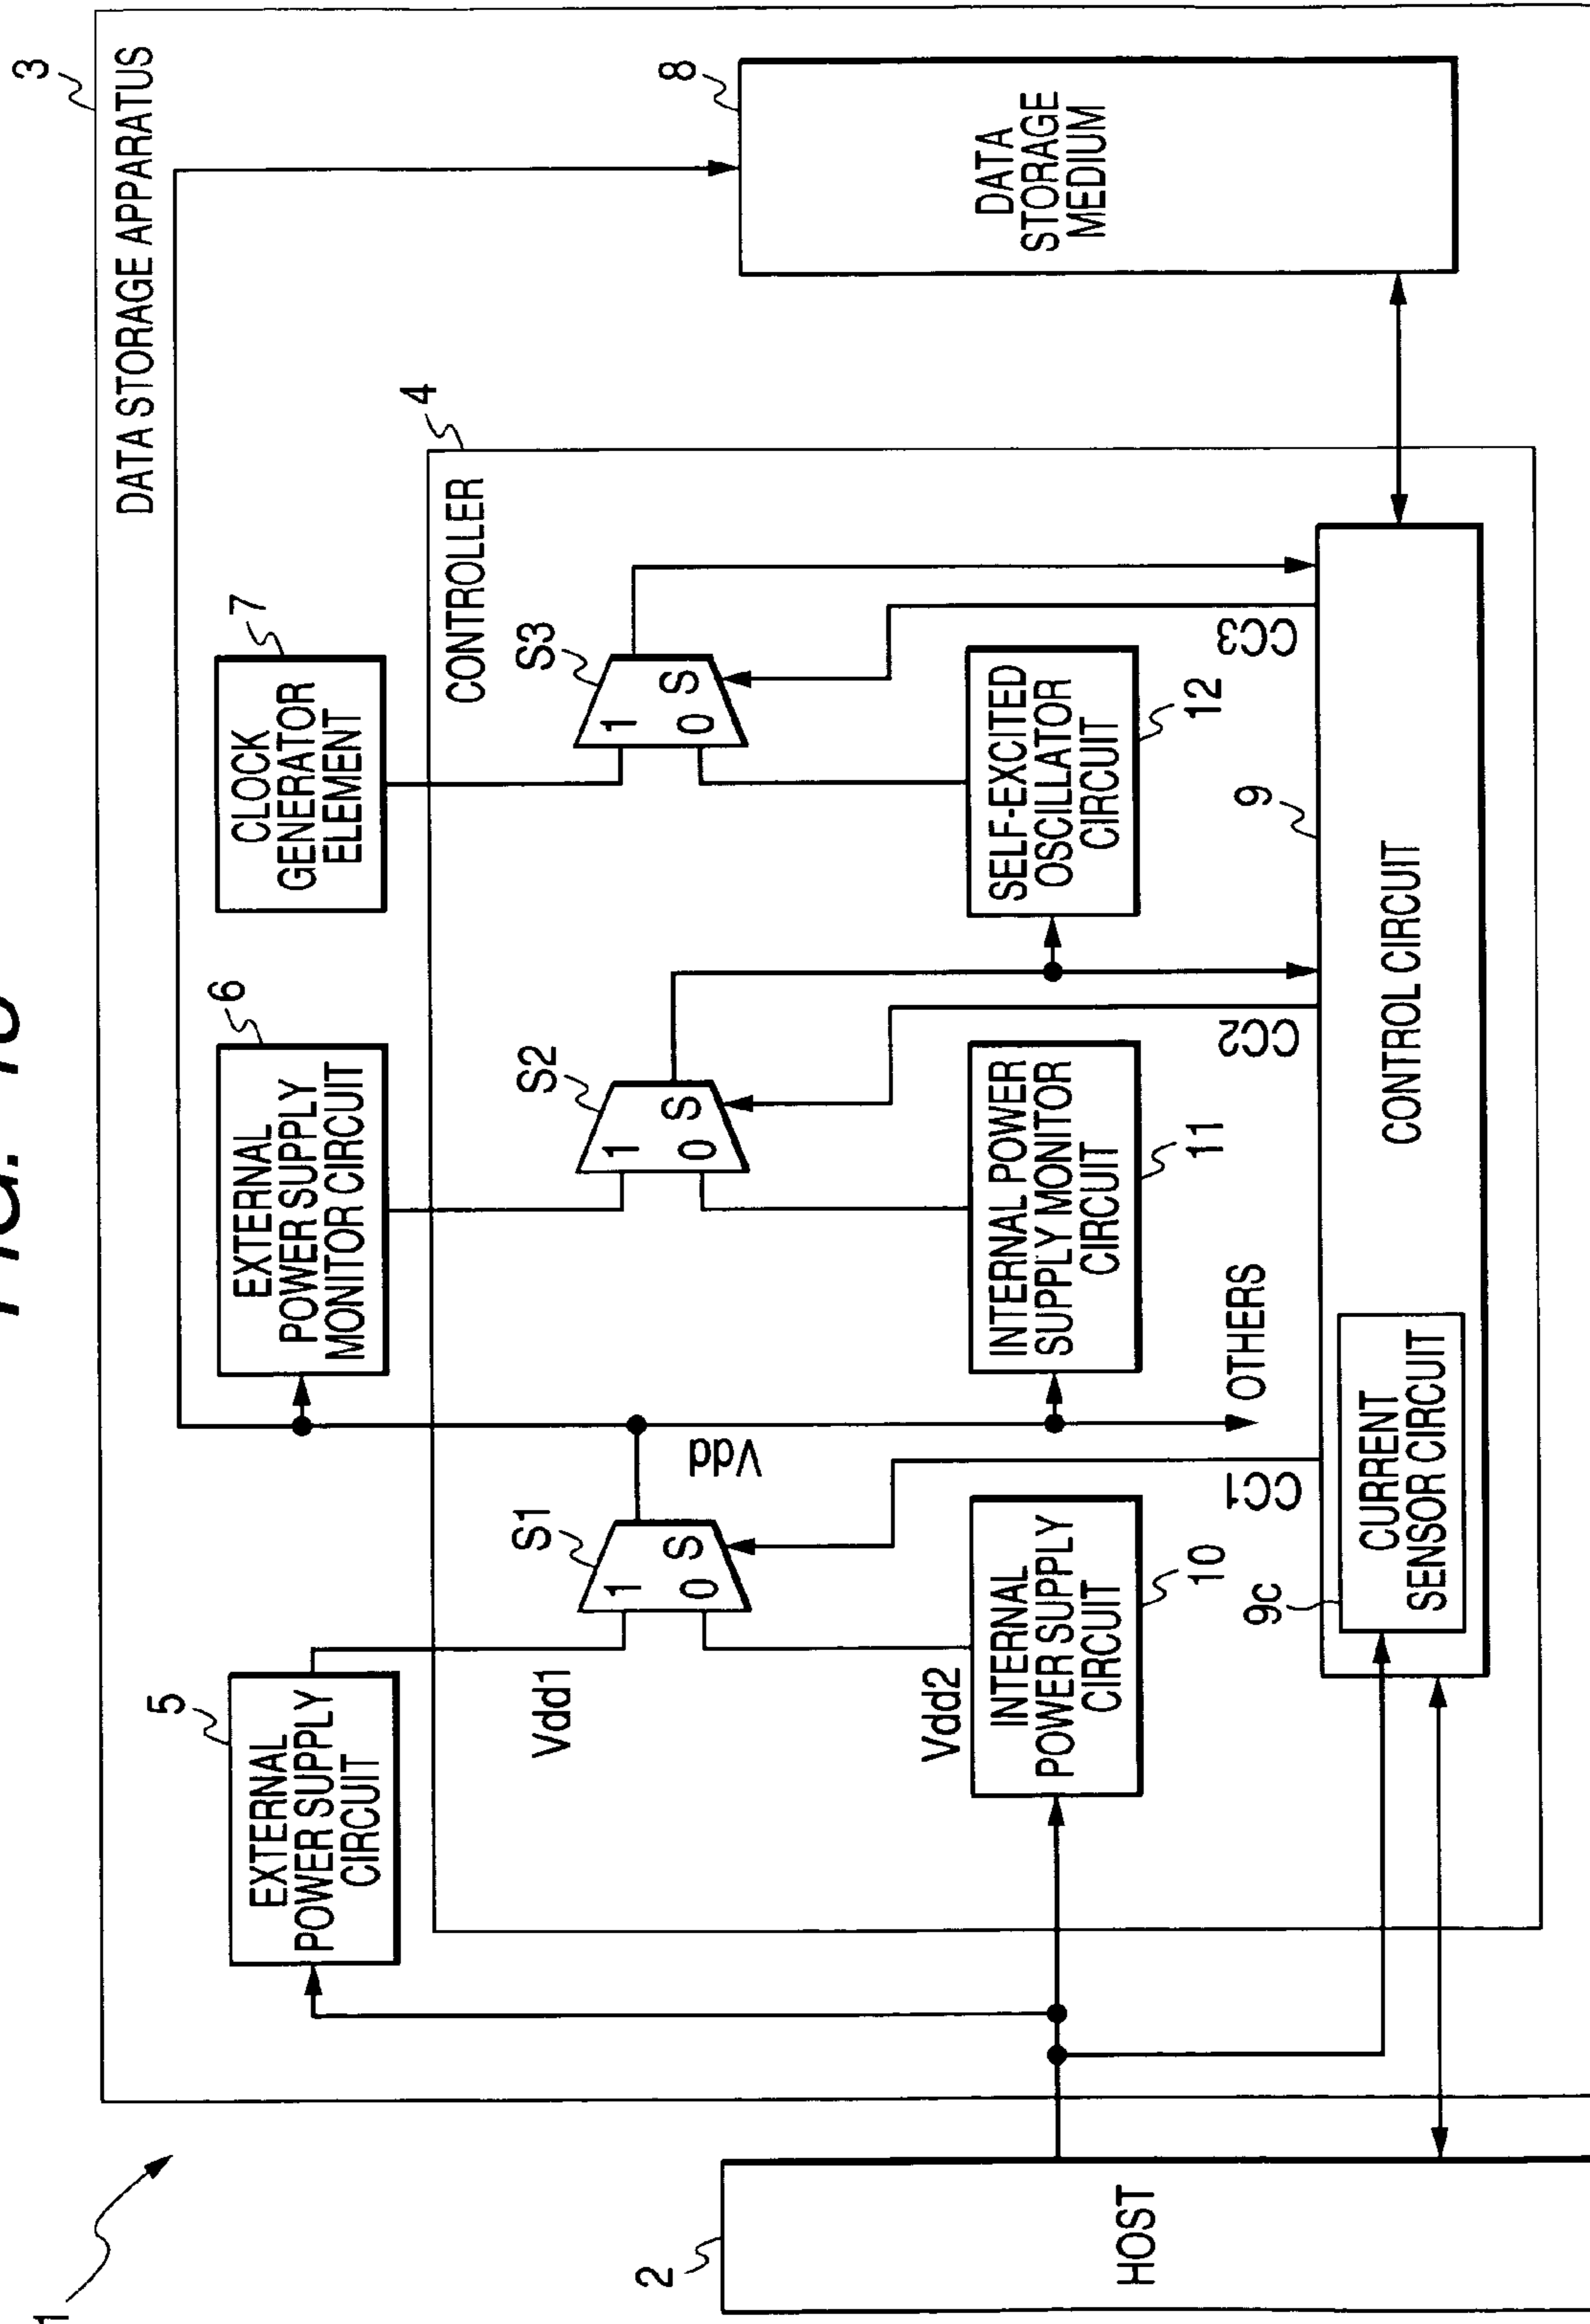 3
DATA STORAGE APPARATUS
8
DATA
STORAGE
MEDIUM
4
CONTROLLER
7
CLOCK
GENERATOR
ELEMENT
S3
1
0
S
CC3
SELF-EXCITED
OSCILLATOR
CIRCUIT
12
6
EXTERNAL
POWER SUPPLY
MONITOR CIRCUIT
S2
1
0
S
CC2
INTERNAL POWER
SUPPLY MONITOR
CIRCUIT
11
9
CONTROL CIRCUIT
OTHERS
Vdd
5
EXTERNAL
POWER SUPPLY
CIRCUIT
S1
1
0
S
CC1
Vdd1
Vdd2
INTERNAL
POWER SUPPLY
CIRCUIT
10
9c
CURRENT
SENSOR CIRCUIT
1
2
HOST